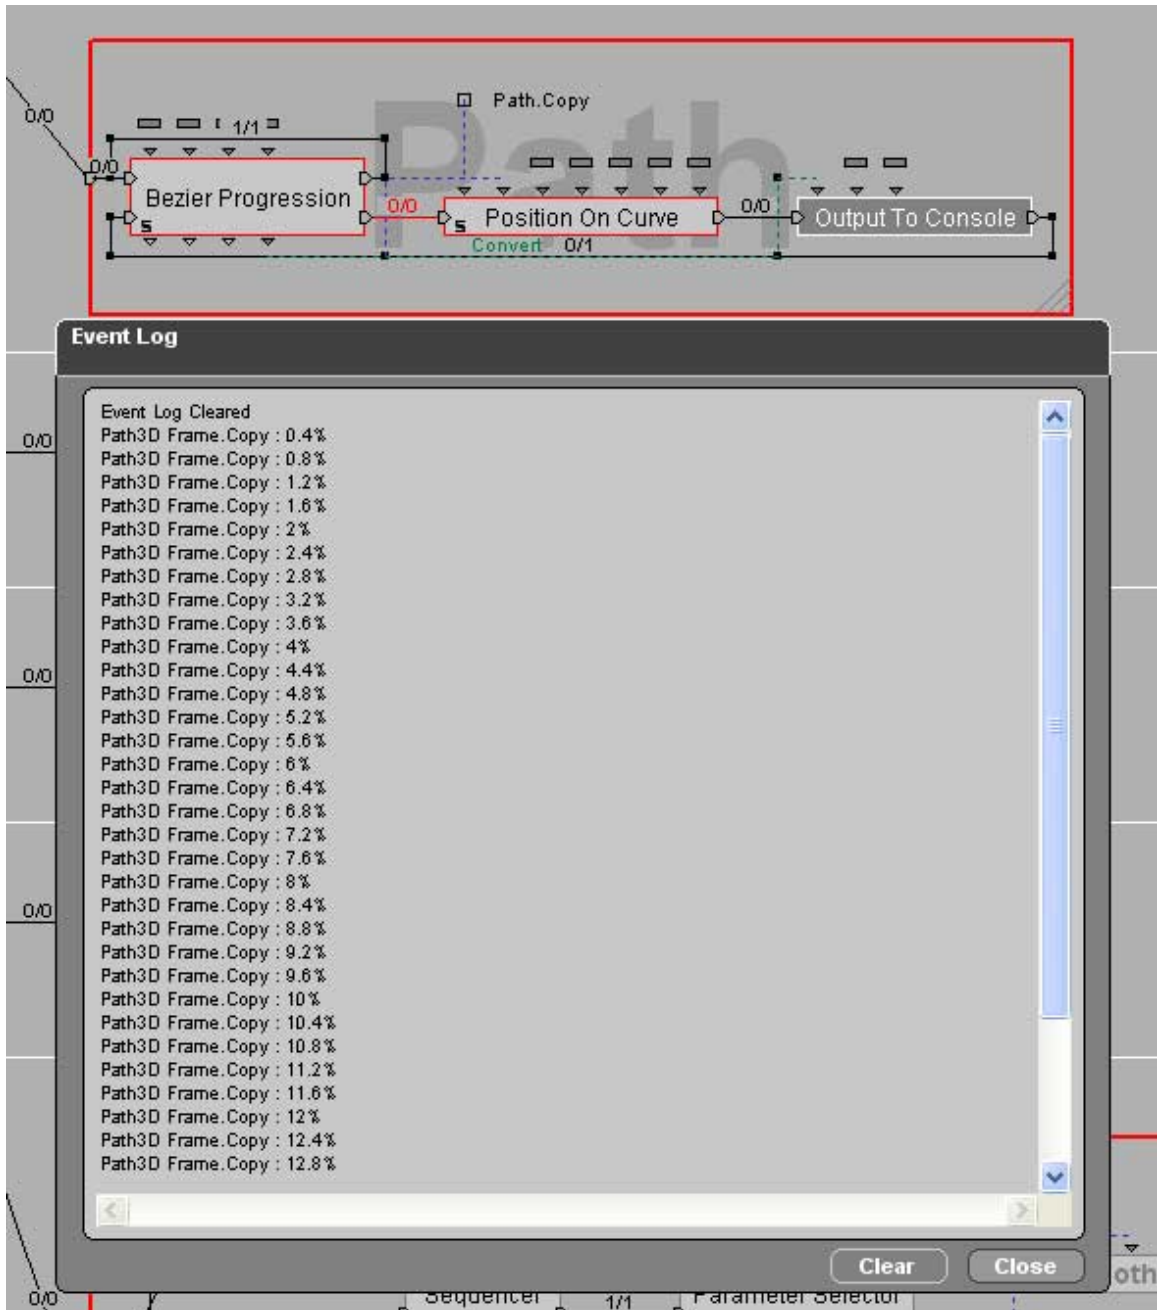 Path
0/0
Path.Copy
1/1
0/0
Bezier Progression
s
0/0
s
Position On Curve
0/0
Output To Console
Convert 0/1
Event Log
Event Log Cleared
Path3D Frame.Copy : 0.4%
0/0
Path3D Frame.Copy : 0.8%
Path3D Frame.Copy : 1.2%
Path3D Frame.Copy : 1.6%
Path3D Frame.Copy : 2%
Path3D Frame.Copy : 2.4%
Path3D Frame.Copy : 2.8%
Path3D Frame.Copy : 3.2%
Path3D Frame.Copy : 3.6%
Path3D Frame.Copy : 4%
0/0
Path3D Frame.Copy : 4.4%
Path3D Frame.Copy : 4.8%
Path3D Frame.Copy : 5.2%
Path3D Frame.Copy : 5.6%
Path3D Frame.Copy : 6%
Path3D Frame.Copy : 6.4%
Path3D Frame.Copy : 6.8%
Path3D Frame.Copy : 7.2%
Path3D Frame.Copy : 7.6%
Path3D Frame.Copy : 8%
Path3D Frame.Copy : 8.4%
0/0
Path3D Frame.Copy : 8.8%
Path3D Frame.Copy : 9.2%
Path3D Frame.Copy : 9.6%
Path3D Frame.Copy : 10%
Path3D Frame.Copy : 10.4%
Path3D Frame.Copy : 10.8%
Path3D Frame.Copy : 11.2%
Path3D Frame.Copy : 11.6%
Path3D Frame.Copy : 12%
Path3D Frame.Copy : 12.4%
Path3D Frame.Copy : 12.8%
Clear
Close
oth
0/0
Sequencer
1/1
Parameter Selector